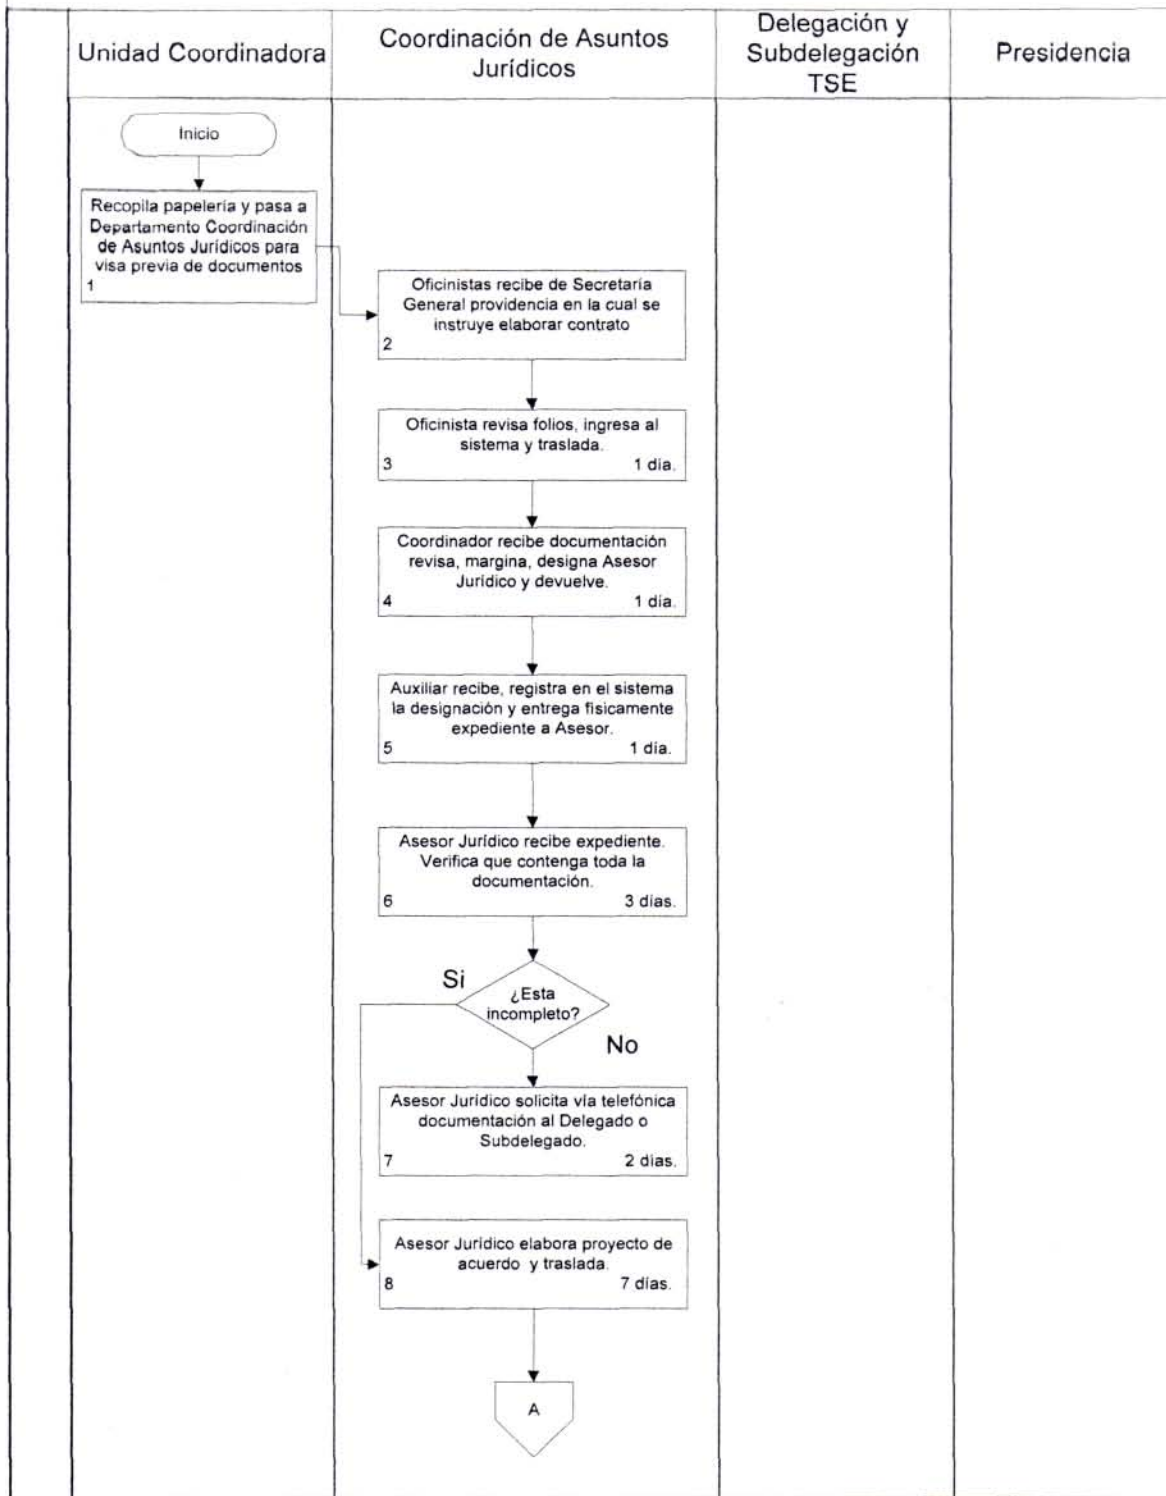 Unidad Coordinadora
Coordinación de Asuntos
Jurídicos
Delegación y
Subdelegación
TSE
Presidencia
Inicio
Recopila papelería y pasa a
Departamento Coordinación
de Asuntos Jurídicos para
visa previa de documentos
1
Oficinistas recibe de Secretaría
General providencia en la cual se
instruye elaborar contrato
2
Oficinista revisa folios, ingresa al
sistema y traslada.
3 1 día.
Coordinador recibe documentación
revisa, margina, designa Asesor
Jurídico y devuelve.
4 1 día.
Auxiliar recibe, registra en el sistema
la designación y entrega fisicamente
expediente a Asesor.
5 1 día.
Asesor Jurídico recibe expediente.
Verifica que contenga toda la
documentación.
6 3 días.
Si
¿Esta
incompleto?
No
Asesor Jurídico solicita vía telefónica
documentación al Delegado o
Subdelegado.
7 2 días.
Asesor Jurídico elabora proyecto de
acuerdo y traslada.
8 7 días.
A